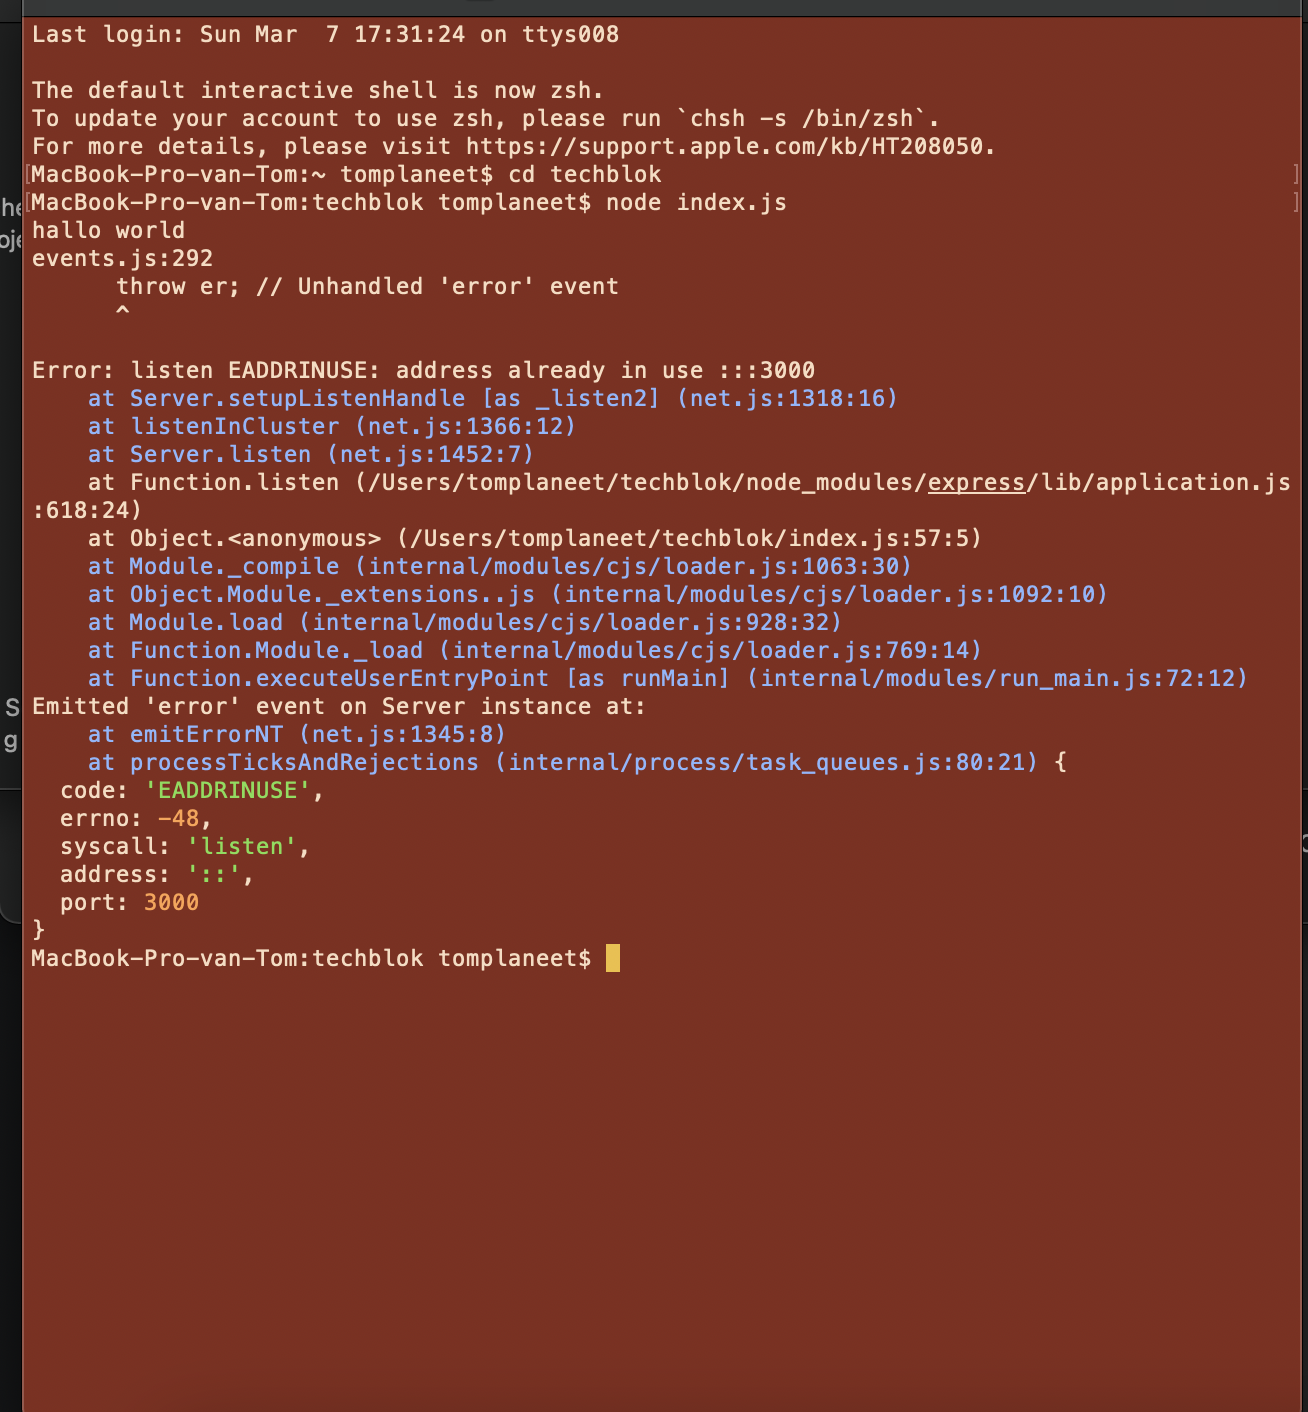 Last login: Sun Mar  7 17:31:24 on ttys008
The default interactive shell is now zsh.
To update your account to use zsh, please run `chsh -s /bin/zsh`.
For more details, please visit https://support.apple.com/kb/HT208050.
[MacBook-Pro-van-Tom:~ tomplaneet$ cd techblok ]
[MacBook-Pro-van-Tom:techblok tomplaneet$ node index.js ]
hallo world
events.js:292
      throw er; // Unhandled 'error' event
      ^
Error: listen EADDRINUSE: address already in use :::3000
    at Server.setupListenHandle [as _listen2] (net.js:1318:16)
    at listenInCluster (net.js:1366:12)
    at Server.listen (net.js:1452:7)
    at Function.listen (/Users/tomplaneet/techblok/node_modules/express/lib/application.js
:618:24)
    at Object.<anonymous> (/Users/tomplaneet/techblok/index.js:57:5)
    at Module._compile (internal/modules/cjs/loader.js:1063:30)
    at Object.Module._extensions..js (internal/modules/cjs/loader.js:1092:10)
    at Module.load (internal/modules/cjs/loader.js:928:32)
    at Function.Module._load (internal/modules/cjs/loader.js:769:14)
    at Function.executeUserEntryPoint [as runMain] (internal/modules/run_main.js:72:12)
Emitted 'error' event on Server instance at:
    at emitErrorNT (net.js:1345:8)
    at processTicksAndRejections (internal/process/task_queues.js:80:21) {
  code: 'EADDRINUSE',
  errno: -48,
  syscall: 'listen',
  address: '::',
  port: 3000
}
MacBook-Pro-van-Tom:techblok tomplaneet$